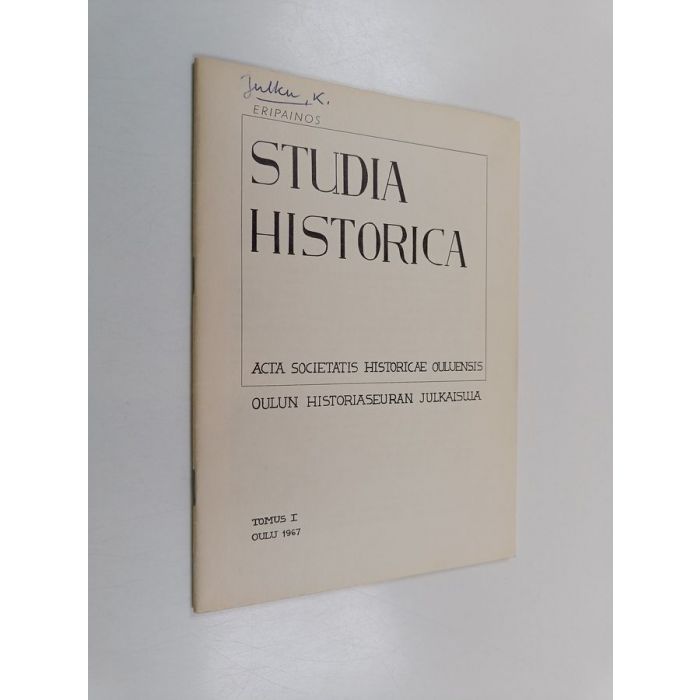 Julku, K.
ERIPAINOS
STUDIA
HISTORICA
ACTA SOCIETATIS HISTORICAE OULUENSIS
OULUN HISTORIASEURAN JULKAISUJA
TOMUS I
OULU 1967